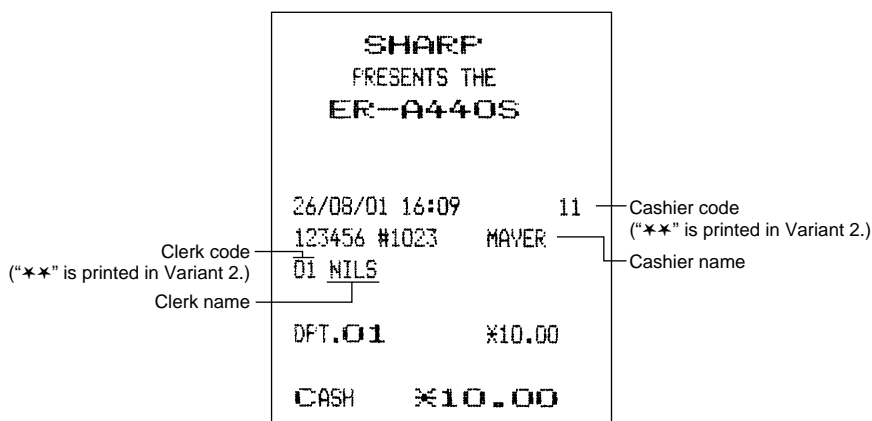 SHARP
PRESENTS THE
ER-A440S
26/08/01 16:09 11
123456 #1023 MAYER
01 NILS
DPT.01 ¥10.00
CASH ¥10.00
Clerk code
(“★★” is printed in Variant 2.)
Clerk name
Cashier code
(“★★” is printed in Variant 2.)
Cashier name